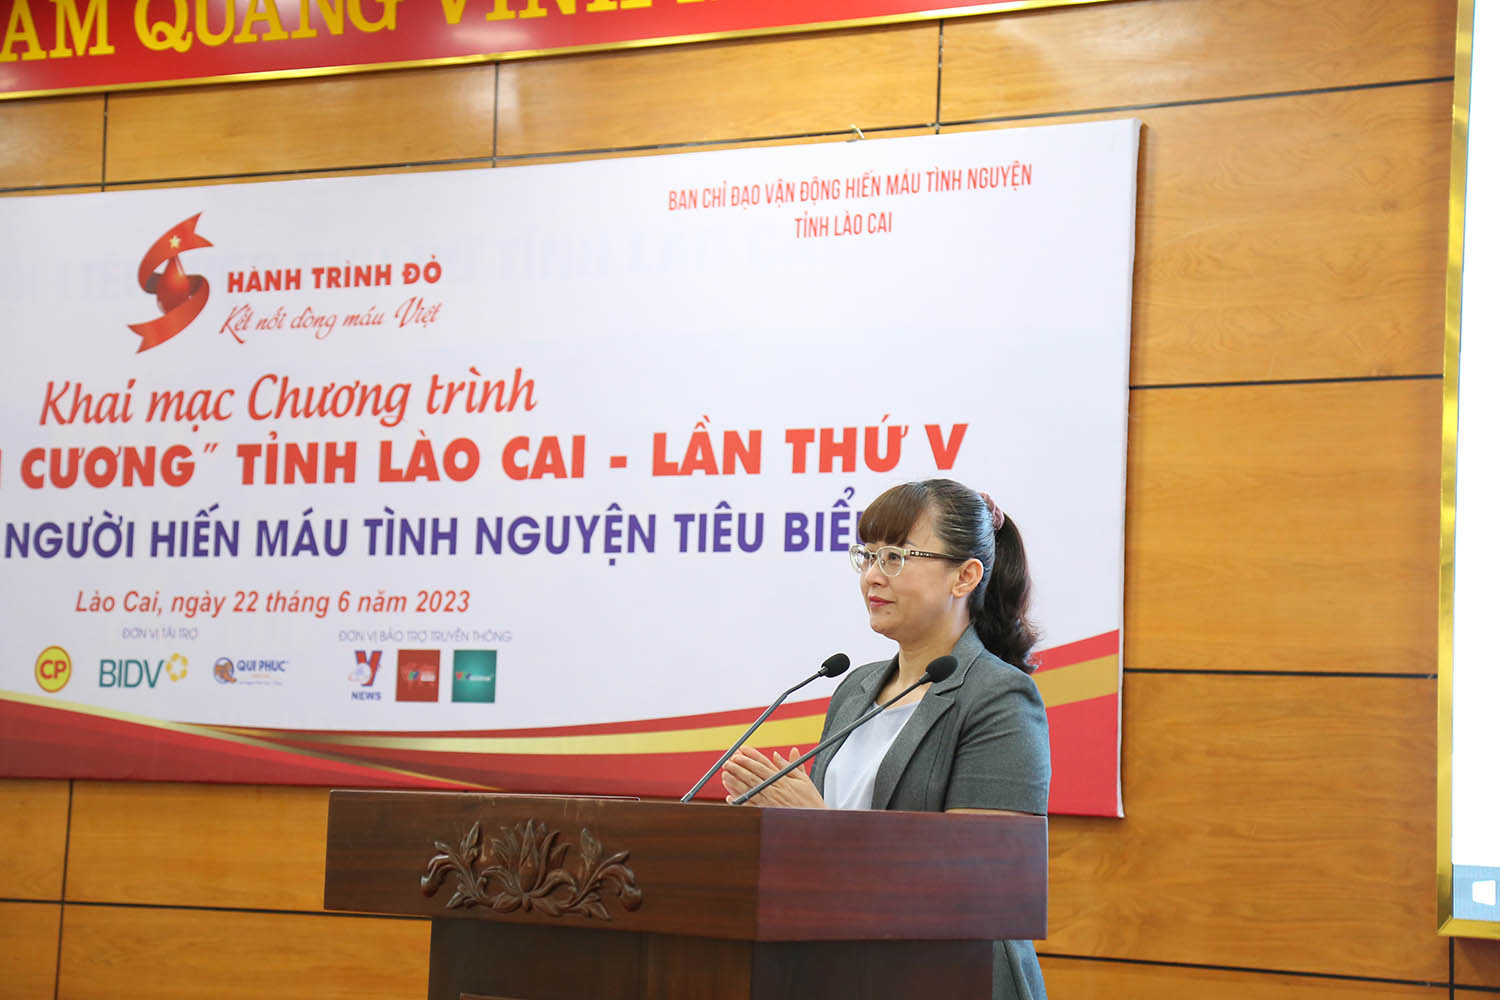 QUANG VINH
BAN CHỈ ĐẠO VẬN ĐỘNG HIẾN MÁU TÌNH NGUYỆN
TỈNH LÀO CAI
HÀNH TRÌNH ĐỎ
Kết nối dòng máu Việt
Khai mạc Chương trình
CƯƠNG" TỈNH LÀO CAI - LẦN THỨ V
NGƯỜI HIẾN MÁU TÌNH NGUYỆN TIÊU BIỂU
Lào Cai, ngày 22 tháng 6 năm 2023
ĐƠN VỊ TÀI TRỢ
ĐƠN VỊ BẢO TRỢ TRUYỀN THÔNG
CP
BIDV
QUI PHUC
NEWS